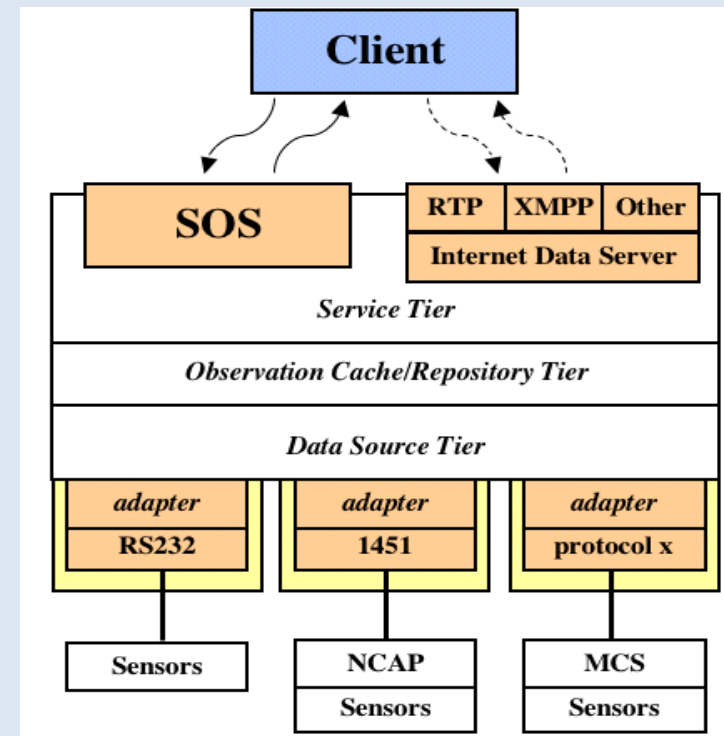 Client
SOS
RTP XMPP Other
Internet Data Server
Service Tier
Observation Cache/Repository Tier
Data Source Tier
adapter adapter adapter
RS232 1451 protocol x
Sensors NCAP MCS
Sensors Sensors